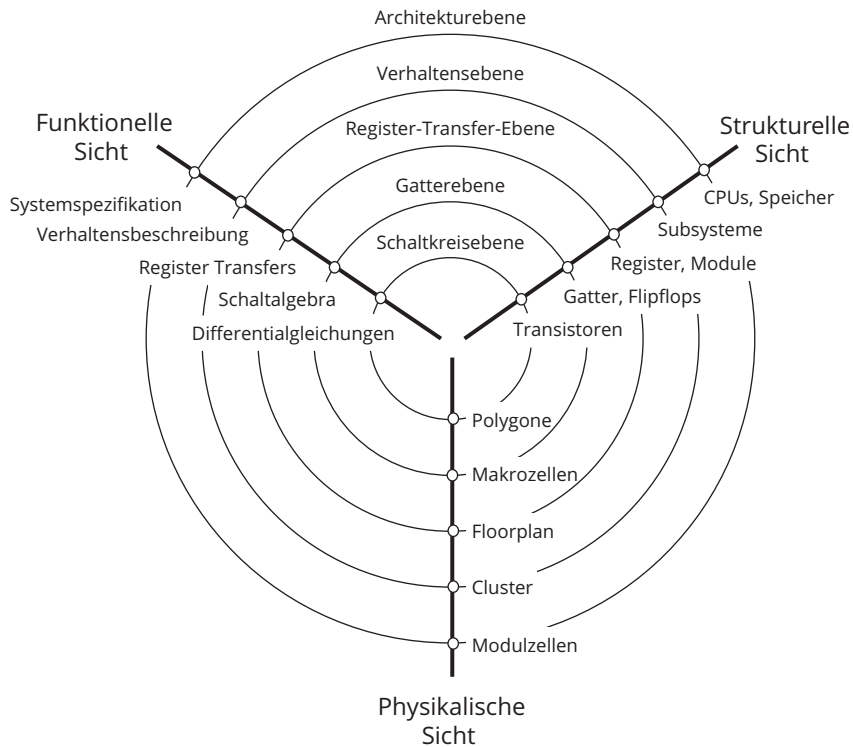 Architekturebene
Verhaltensebene
Register-Transfer-Ebene
Gatterebene
Schaltkreisebene
Funktionelle
Sicht
Systemspezifikation
Verhaltensbeschreibung
Register Transfers
Schaltalgebra
Differentialgleichungen
Strukturelle
Sicht
CPUs, Speicher
Subsysteme
Register, Module
Gatter, Flipflops
Transistoren
Polygone
Makrozellen
Floorplan
Cluster
Modulzellen
Physikalische
Sicht